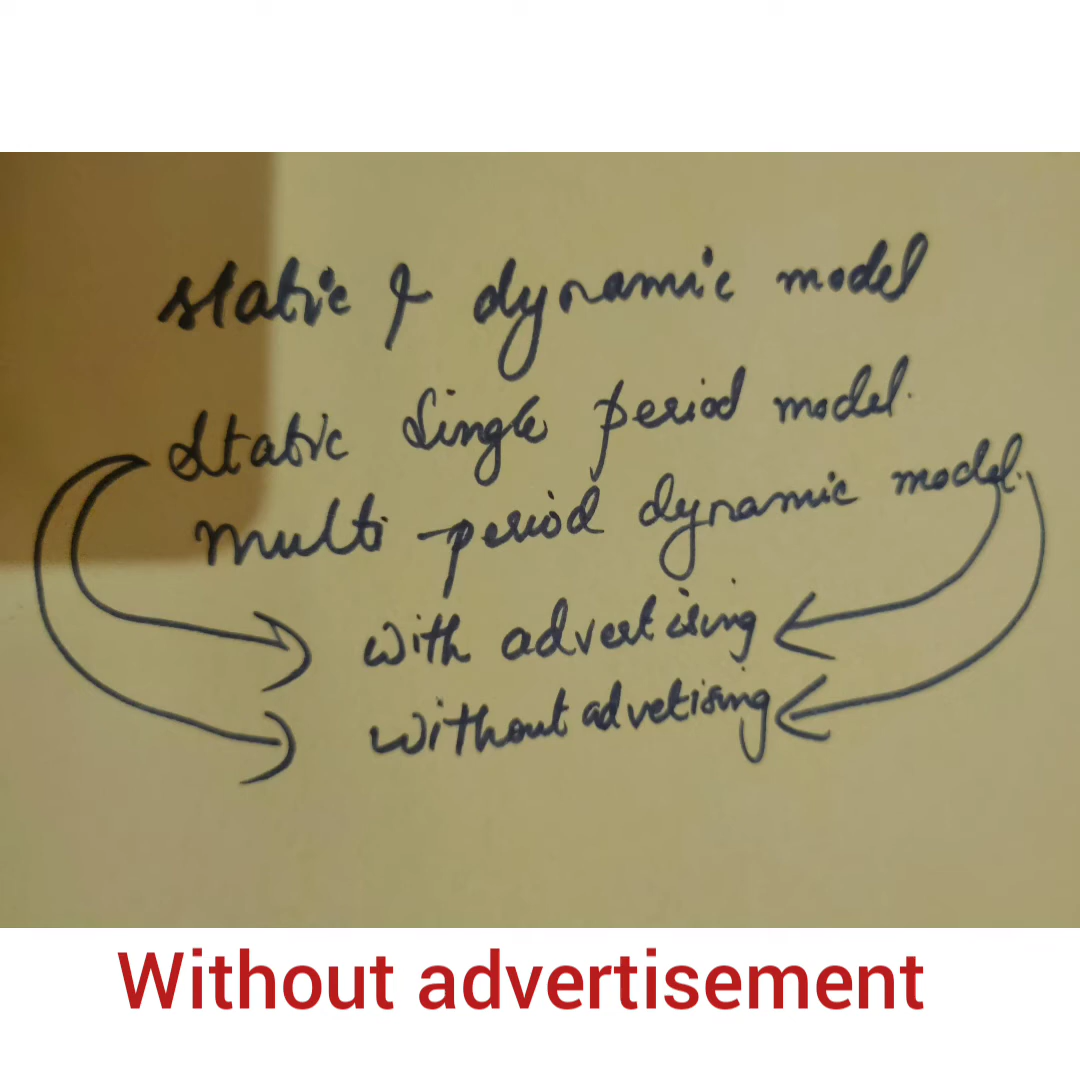 static & dynamic model
Static Single period model.
multi - period dynamic model.
with advertising
without advetising
Without advertisement